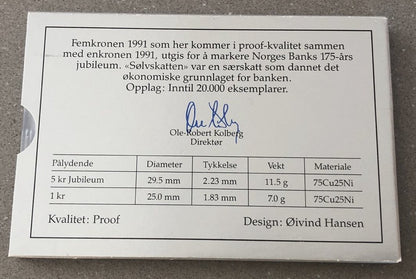 Femkronen 1991 som her kommer i proof-kvalitet sammen
med enkronen 1991, utgis for å markere Norges Banks 175-års
jubileum. «Sølvskatten» var en særskatt som dannet det
økonomiske grunnlaget for banken.
Opplag: Inntil 20.000 eksemplarer.
Ole-Robert Kolberg
Direktør
Pålydende Diameter Tykkelse Vekt Materiale
5 kr Jubileum 29.5 mm 2.23 mm 11.5 g 75Cu25Ni
1 kr 25.0 mm 1.83 mm 7.0 g 75Cu25Ni
Kvalitet: Proof Design: Øivind Hansen